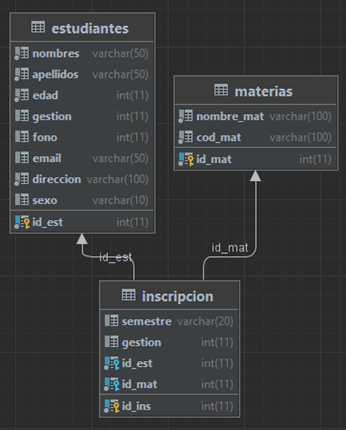 estudiantes
nombres varchar(50)
apellidos varchar(50)
edad int(11)
gestion int(11)
fono int(11)
email varchar(50)
direccion varchar(100)
sexo varchar(10)
id_est int(11)
materias
nombre_mat varchar(100)
cod_mat varchar(100)
id_mat int(11)
id_est
id_mat
inscripcion
semestre varchar(20)
gestion int(11)
id_est int(11)
id_mat int(11)
id_ins int(11)